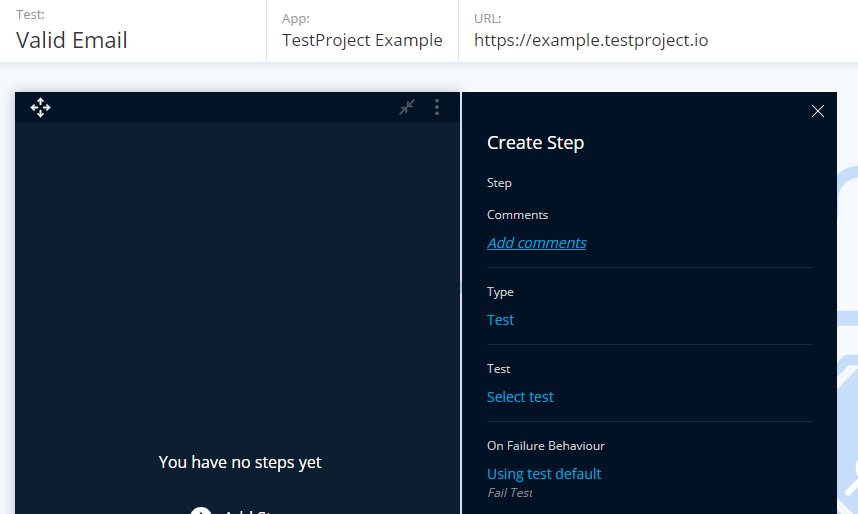 Test:
Valid Email
App:
TestProject Example
URL:
https://example.testproject.io
Create Step
Step
Comments
Add comments
Type
Test
Test
Select test
On Failure Behaviour
Using test default
Fail Test
You have no steps yet
Add